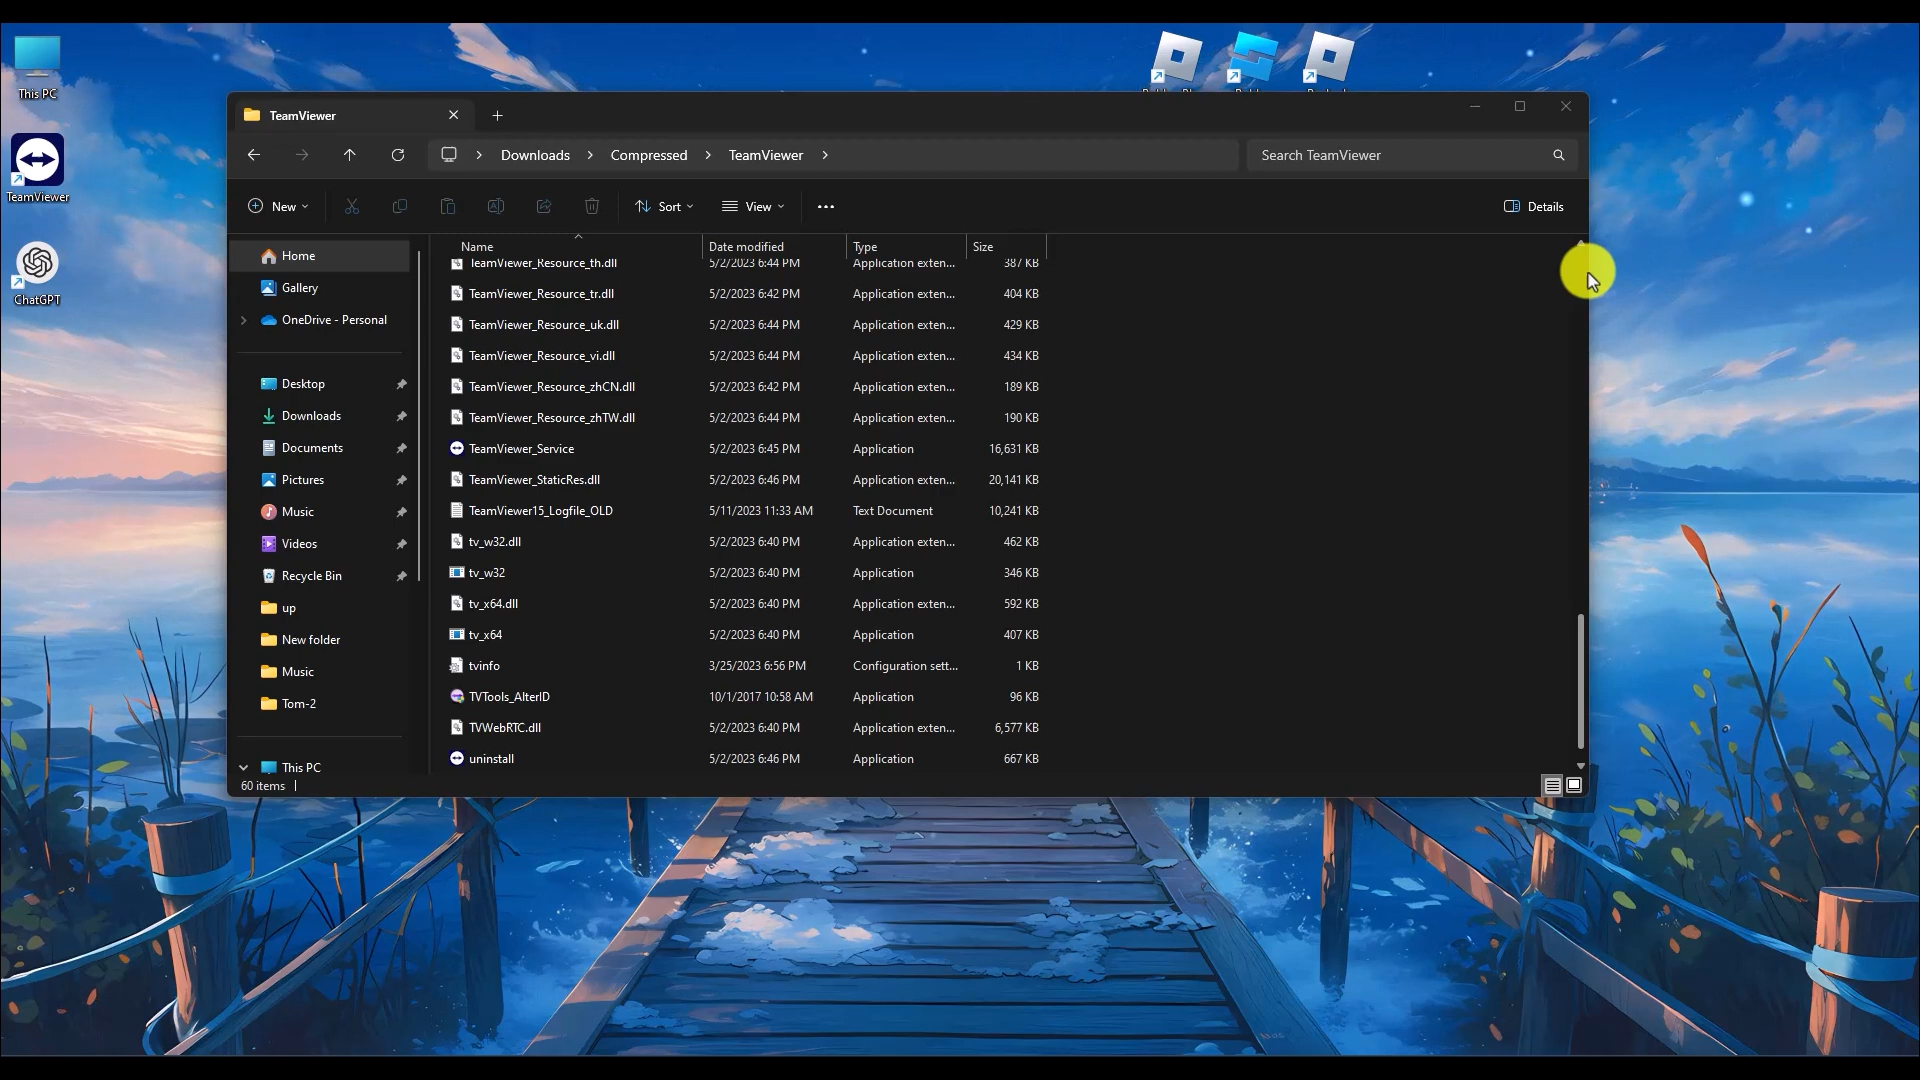 This PC
TeamViewer
ChatGPT
TeamViewer
Downloads
Compressed
TeamViewer
Search TeamViewer
New
Sort
View
Details
Home
Gallery
OneDrive - Personal
Desktop
Downloads
Documents
Pictures
Music
Videos
Recycle Bin
up
New folder
Music
Tom-2
This PC
Name Date modified Type Size
TeamViewer_Resource_th.dll 5/2/2023 6:44 PM Application exten... 387 KB
TeamViewer_Resource_tr.dll 5/2/2023 6:42 PM Application exten... 404 KB
TeamViewer_Resource_uk.dll 5/2/2023 6:44 PM Application exten... 429 KB
TeamViewer_Resource_vi.dll 5/2/2023 6:44 PM Application exten... 434 KB
TeamViewer_Resource_zhCN.dll 5/2/2023 6:42 PM Application exten... 189 KB
TeamViewer_Resource_zhTW.dll 5/2/2023 6:44 PM Application exten... 190 KB
TeamViewer_Service 5/2/2023 6:45 PM Application 16,631 KB
TeamViewer_StaticRes.dll 5/2/2023 6:46 PM Application exten... 20,141 KB
TeamViewer15_Logfile_OLD 5/11/2023 11:33 AM Text Document 10,241 KB
tv_w32.dll 5/2/2023 6:40 PM Application exten... 462 KB
tv_w32 5/2/2023 6:40 PM Application 346 KB
tv_x64.dll 5/2/2023 6:40 PM Application exten... 592 KB
tv_x64 5/2/2023 6:40 PM Application 407 KB
tvinfo 3/25/2023 6:56 PM Configuration sett... 1 KB
TVTools_AlterID 10/1/2017 10:58 AM Application 96 KB
TVWebRTC.dll 5/2/2023 6:40 PM Application exten... 6,577 KB
uninstall 5/2/2023 6:46 PM Application 667 KB
60 items